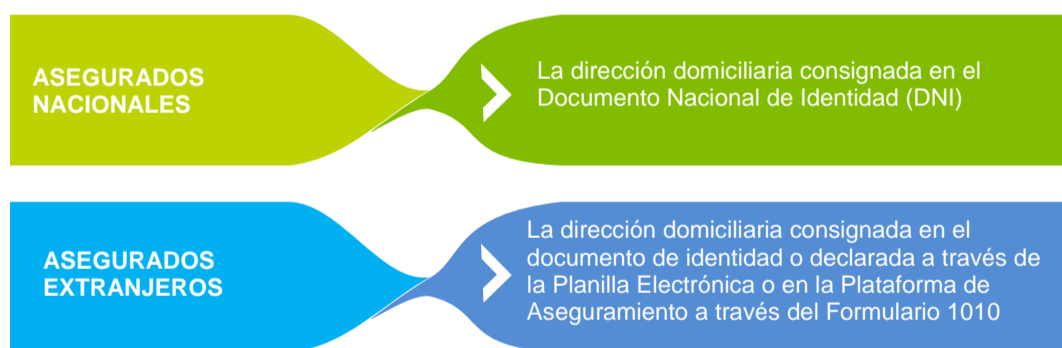 ASEGURADOS
NACIONALES
La dirección domiciliaria consignada en el
Documento Nacional de Identidad (DNI)
ASEGURADOS
EXTRANJEROS
La dirección domiciliaria consignada en el
documento de identidad o declarada a través de
la Planilla Electrónica o en la Plataforma de
Aseguramiento a través del Formulario 1010